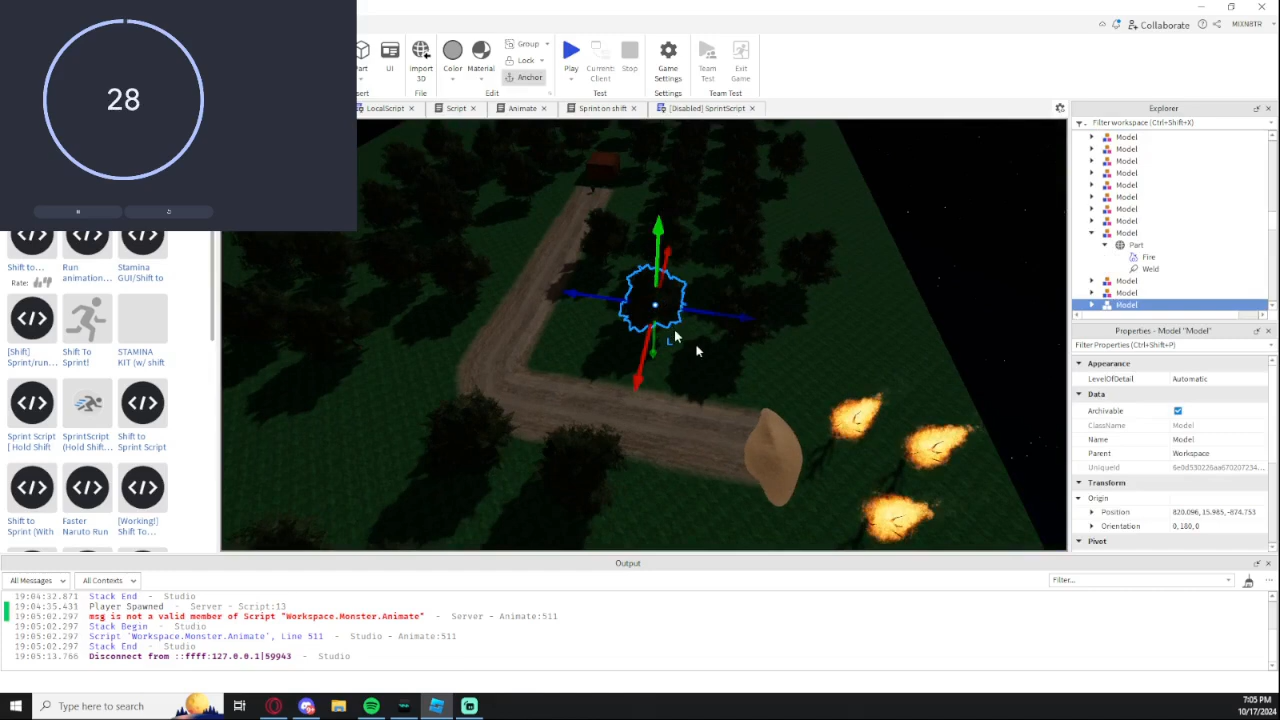 28
Collaborate
MIXN8TR
Part
UI
Import
3D
Color
Material
Group
Lock
Anchor
Play
Current:
Client
Stop
Game
Settings
Team
Test
Exit
Game
File
Edit
Test
Settings
Team Test
LocalScript
Script
Animate
Sprint on shift
[Disabled] SprintScript
Explorer
Filter workspace (Ctrl+Shift+X)
Model
Model
Model
Model
Model
Model
Model
Model
Model
Part
Fire
Weld
Model
Model
Model
Properties - Model "Model"
Filter Properties (Ctrl+Shift+P)
Appearance
LevelOfDetail Automatic
Data
Archivable
ClassName Model
Name Model
Parent Workspace
UniqueId 6e0d530226aa670207234...
Transform
Origin
Position 820.096, 15.985, -874.753
Orientation 0, 180, 0
Pivot
Shift to...
Run
animation...
Stamina
GUI/Shift to
Rate:
[Shift]
Sprint/run...
Shift To
Sprint!
STAMINA
KIT (w/ shift
Sprint Script
[ Hold Shift
SprintScript
(Hold Shift...
Shift to
Sprint Script
Shift to
Sprint [With
Faster
Naruto Run
[Working!]
Shift To...
L
Output
All Messages
All Contexts
Filter...
19:04:32.871 Stack End - Studio
19:04:35.431 Player Spawned - Server - Script:13
19:05:02.297 msg is not a valid member of Script "Workspace.Monster.Animate" - Server - Animate:511
19:05:02.297 Stack Begin - Studio
19:05:02.297 Script 'Workspace.Monster.Animate', Line 511 - Studio - Animate:511
19:05:02.297 Stack End - Studio
19:05:13.766 Disconnect from ::ffff:127.0.0.1|59943 - Studio
Type here to search
7:05 PM
10/17/2024